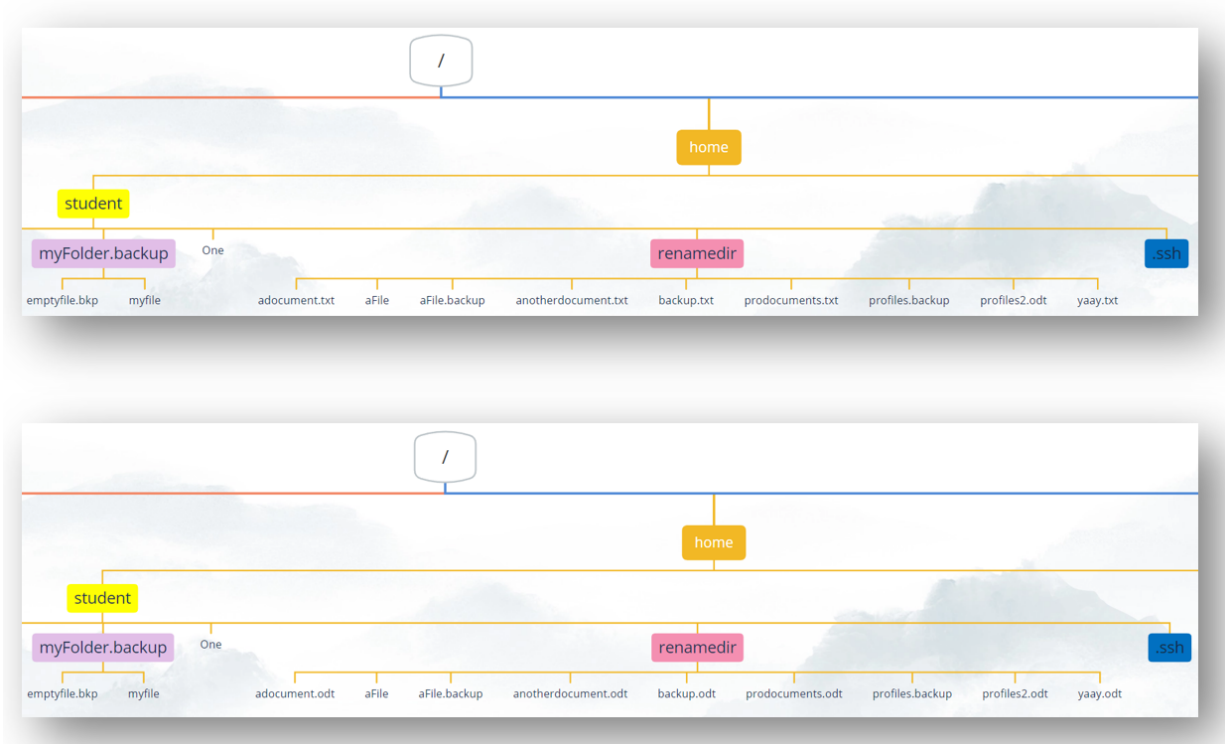 /
home
student
myFolder.backup One renamedir .ssh
emptyfile.bkp myfile adocument.txt aFile aFile.backup anotherdocument.txt backup.txt prodocuments.txt profiles.backup profiles2.odt yaay.txt
/
home
student
myFolder.backup One renamedir .ssh
emptyfile.bkp myfile adocument.odt aFile aFile.backup anotherdocument.odt backup.odt prodocuments.odt profiles.backup profiles2.odt yaay.odt